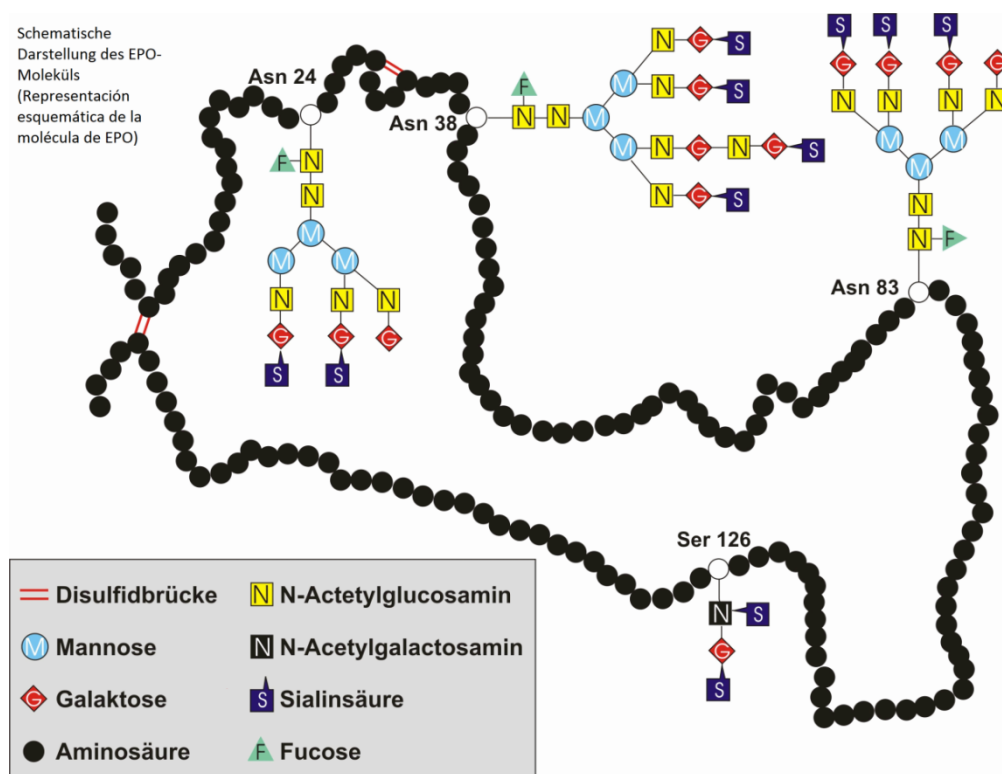 Schematische
Darstellung des EPO-
Moleküls
(Representación
esquemática de la
molécula de EPO)
Asn 24
Asn 38
Asn 83
Ser 126
F
N
N
M
M
M
N
N
N
G
G
G
S
S
F
N
N
M
M
M
N
G
S
N
G
S
N
G
N
G
S
N
G
S
S
S
S
G
G
G
G
N
N
N
N
M
M
M
N
N
F
N
S
G
S
Disulfidbrücke
N
N-Actetylglucosamin
M
Mannose
N
N-Acetylgalactosamin
G
Galaktose
S
Sialinsäure
Aminosäure
F
Fucose